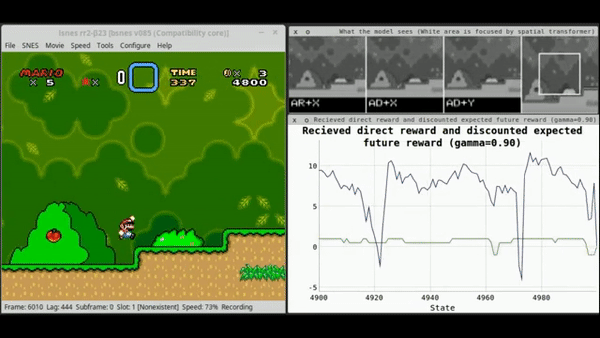 lsnes rr2-β23 [bsnes v085 (Compatibility core)]
File SNES Movie Speed Tools Configure Help
MARIO TIME
x 5 x 0 337 x 3
4800
Frame: 6010 Lag: 444 Subframe: 0 Slot: 1 [Nonexistent] Speed: 73% Recording
What the model sees (White area is focused by spatial transformer)
AR+X AD+X AD+Y
Recieved direct reward and discounted expected future reward (gamma=0.90)
Recieved direct reward and discounted expected
future reward (gamma=0.90)
10
5
0
-5
4900 4920 4940 4960 4980
State